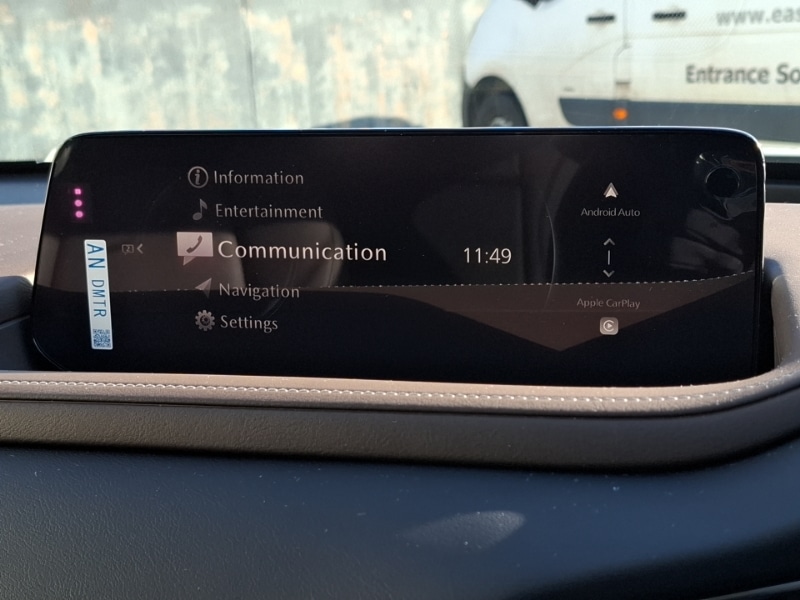 www.eas
Entrance So
Information
Entertainment
Communication
11:49
Navigation
Settings
Android Auto
Apple CarPlay
AN DMTR